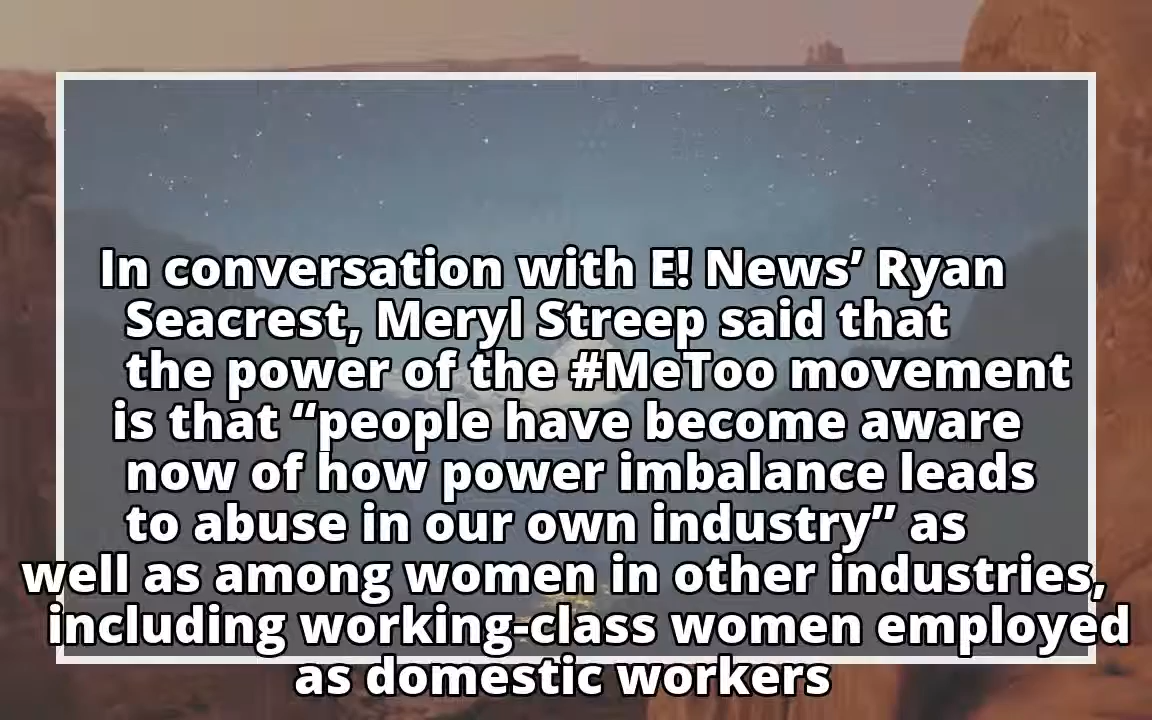 In conversation with E! News’ Ryan
Seacrest, Meryl Streep said that
the power of the #MeToo movement
is that “people have become aware
now of how power imbalance leads
to abuse in our own industry” as
well as among women in other industries,
including working-class women employed
as domestic workers